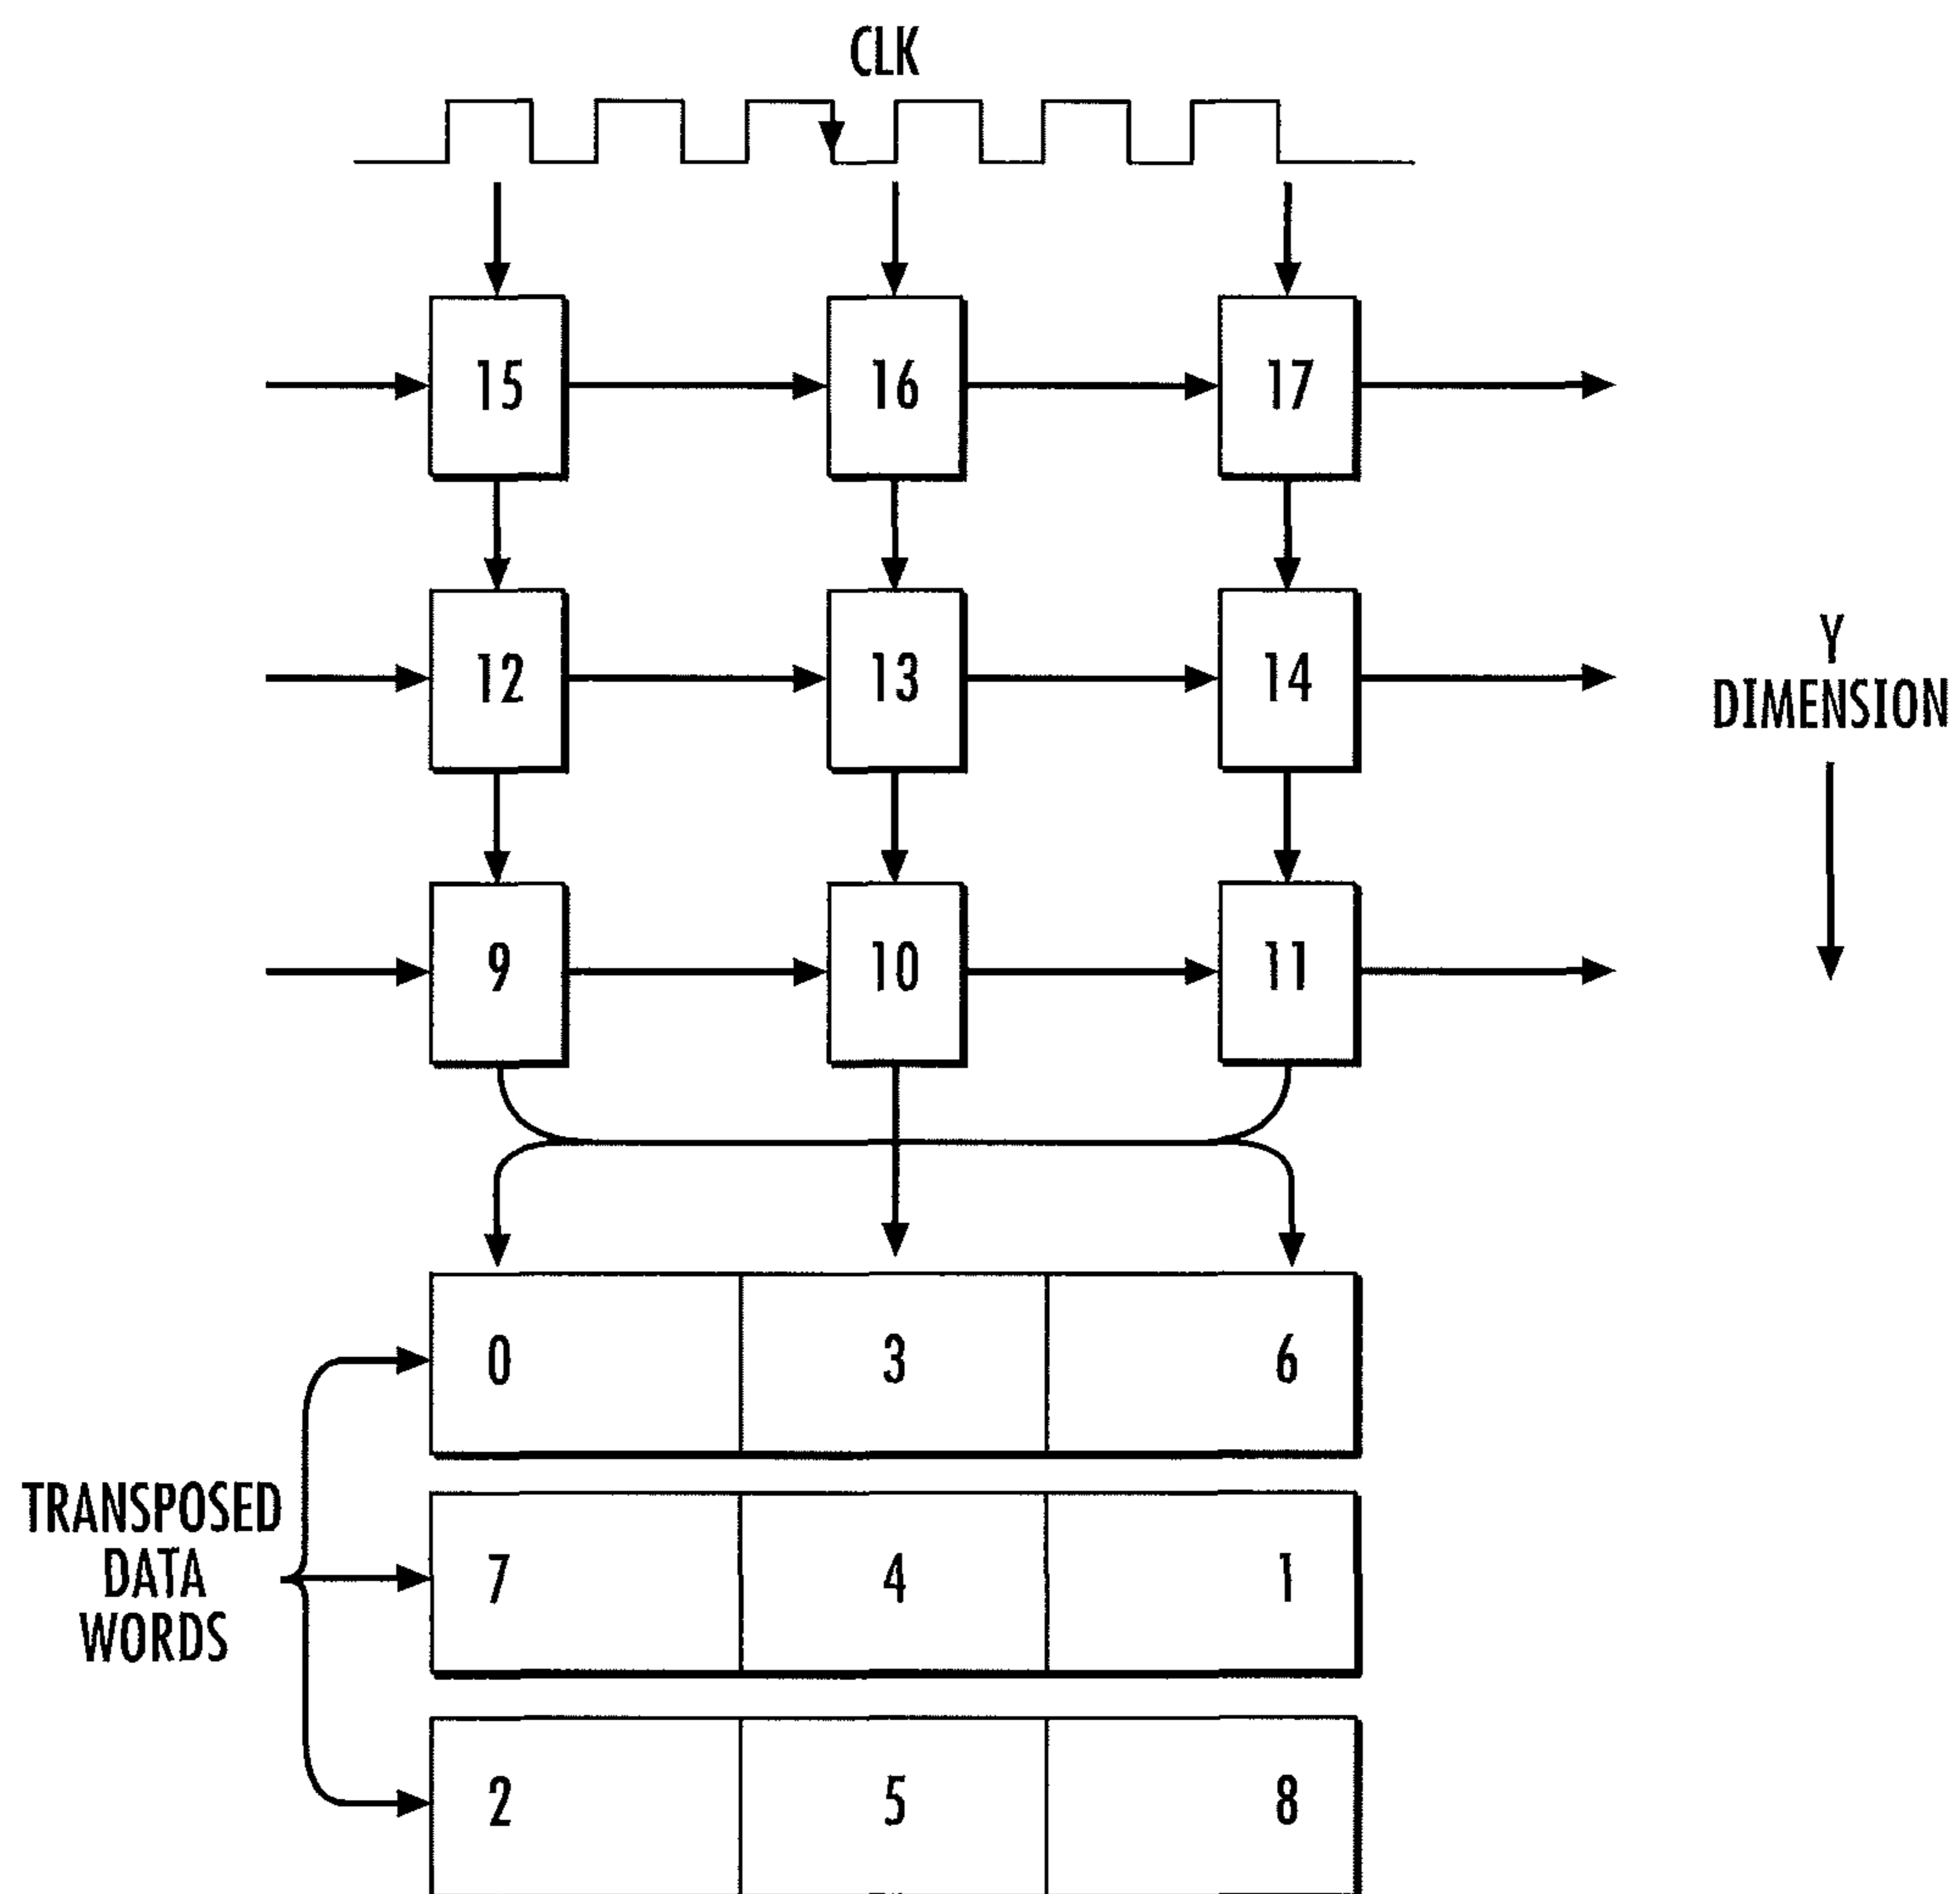 CLK
15 16 17
12 13 14
Y
DIMENSION
9 10 11
0 3 6
TRANSPOSED
DATA
WORDS
7 4 1
2 5 8